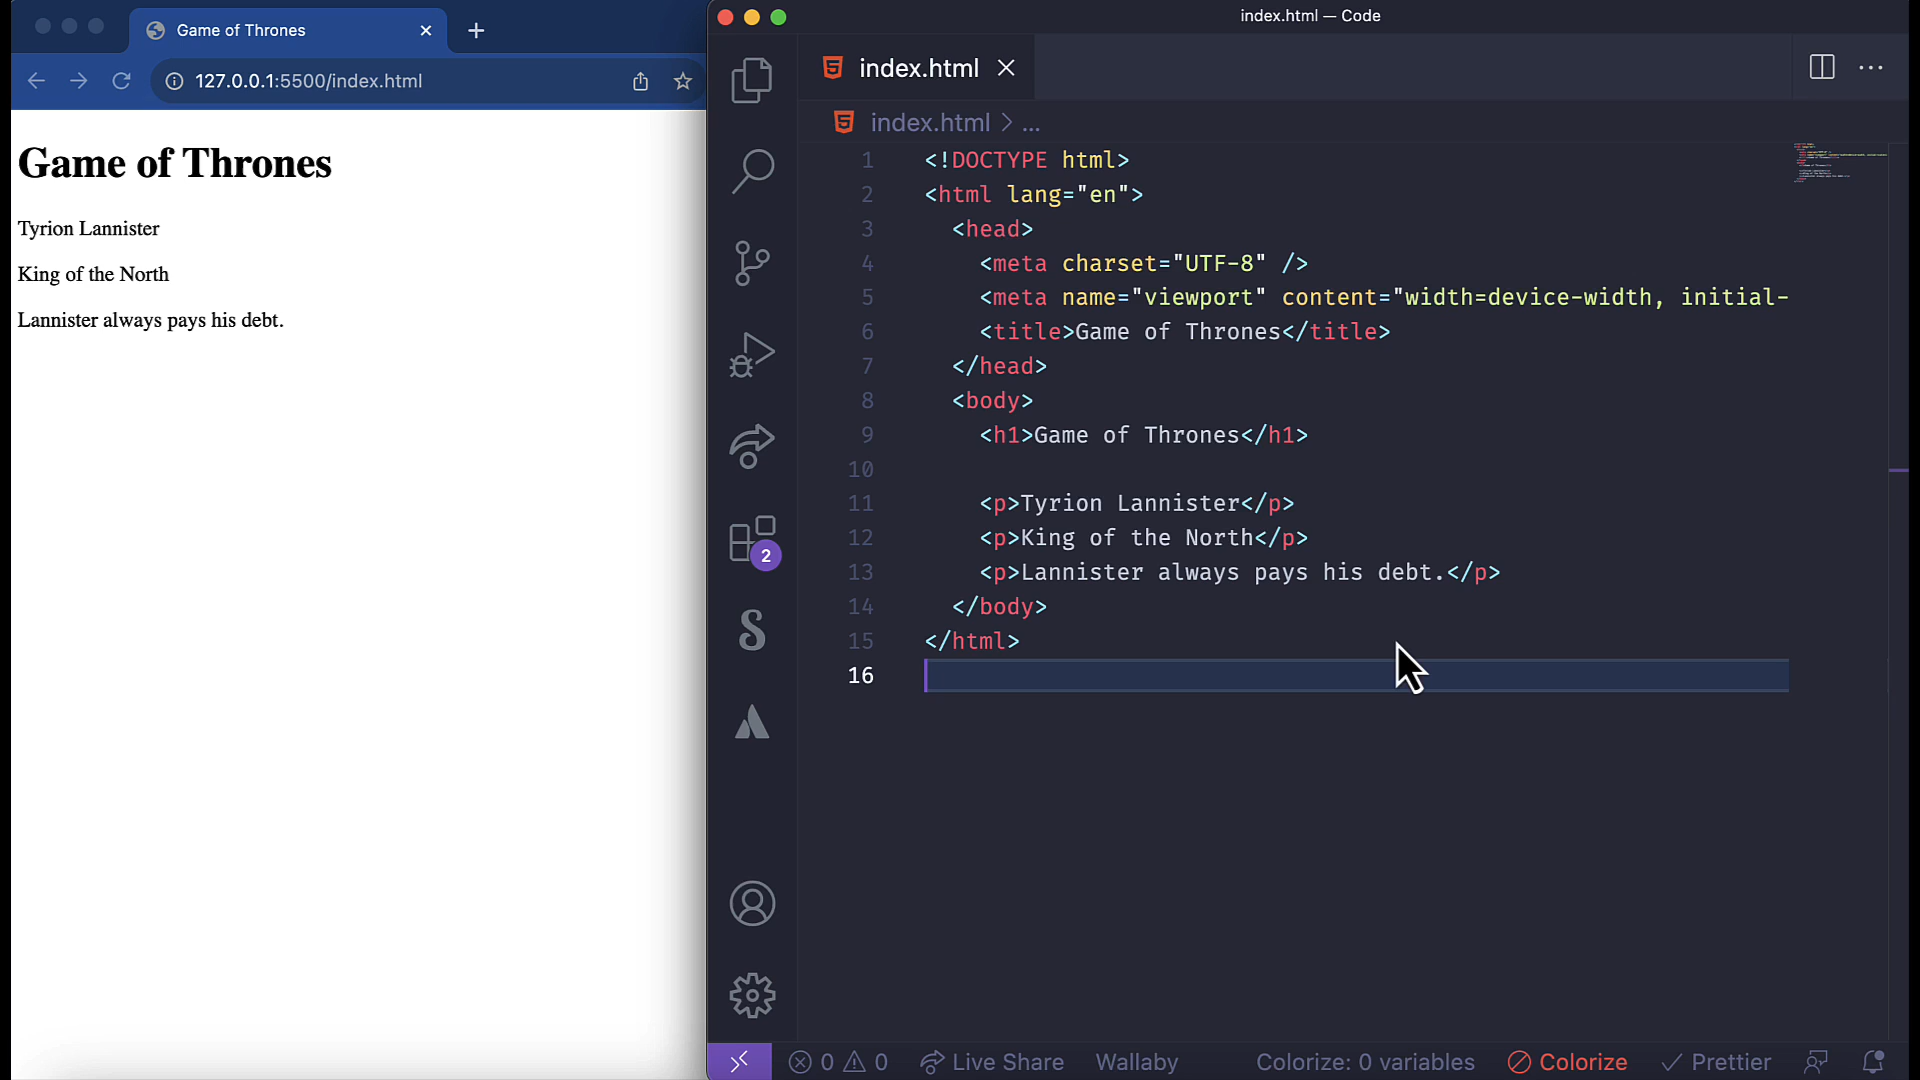 Game of Thrones
127.0.0.1:5500/index.html
Game of Thrones
Tyrion Lannister
King of the North
Lannister always pays his debt.
index.html — Code
index.html
index.html > ...
1 <!DOCTYPE html>
2 <html lang="en">
3 <head>
4 <meta charset="UTF-8" />
5 <meta name="viewport" content="width=device-width, initial-
6 <title>Game of Thrones</title>
7 </head>
8 <body>
9 <h1>Game of Thrones</h1>
10
11 <p>Tyrion Lannister</p>
12 <p>King of the North</p>
13 <p>Lannister always pays his debt.</p>
14 </body>
15 </html>
16
2
0 0 Live Share Wallaby Colorize: 0 variables Colorize Prettier